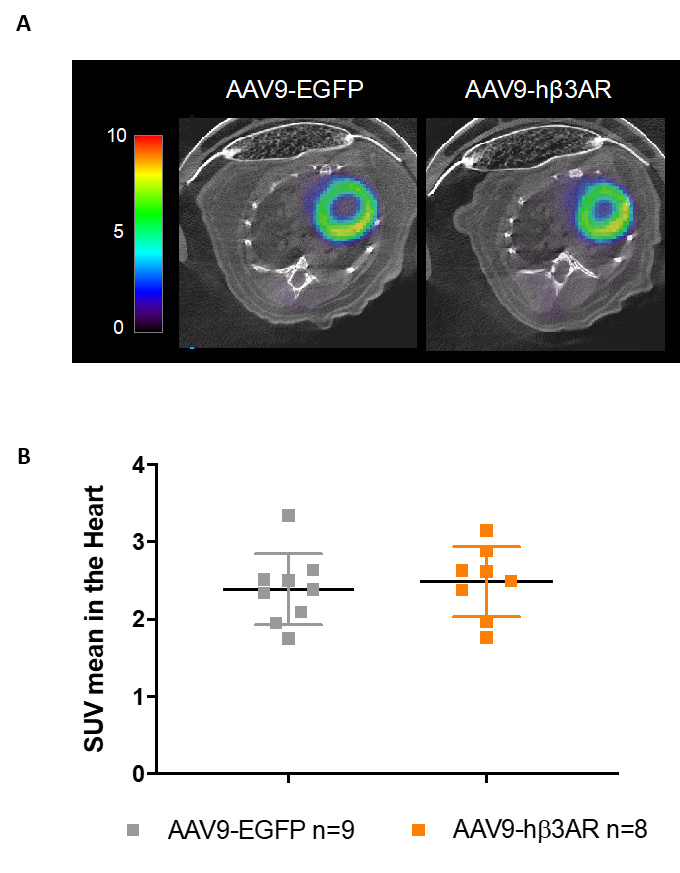 A
AAV9-EGFP
AAV9-hβ3AR
10
5
0
B
4
3
2
1
0
SUV mean in the Heart
AAV9-EGFP n=9
AAV9-hβ3AR n=8